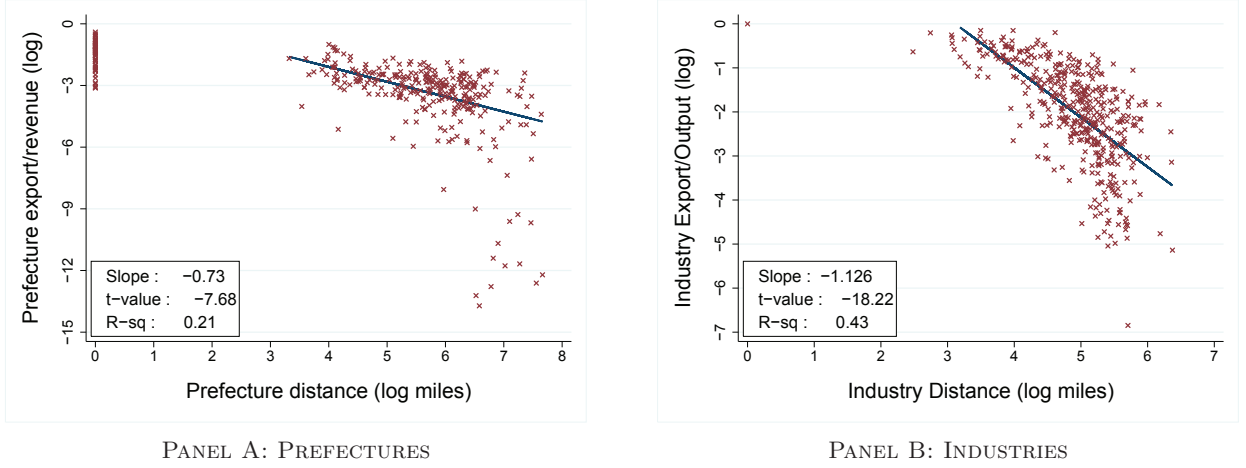 Prefecture export/revenue (log)
0
−3
−6
−9
−12
−15
Slope : −0.73
t−value : −7.68
R−sq : 0.21
0 1 2 3 4 5 6 7 8
Prefecture distance (log miles)
PANEL A: PREFECTURES
Industry Export/Output (log)
0
−1
−2
−3
−4
−5
−6
−7
Slope : −1.126
t−value : −18.22
R−sq : 0.43
0 1 2 3 4 5 6 7
Industry Distance (log miles)
PANEL B: INDUSTRIES